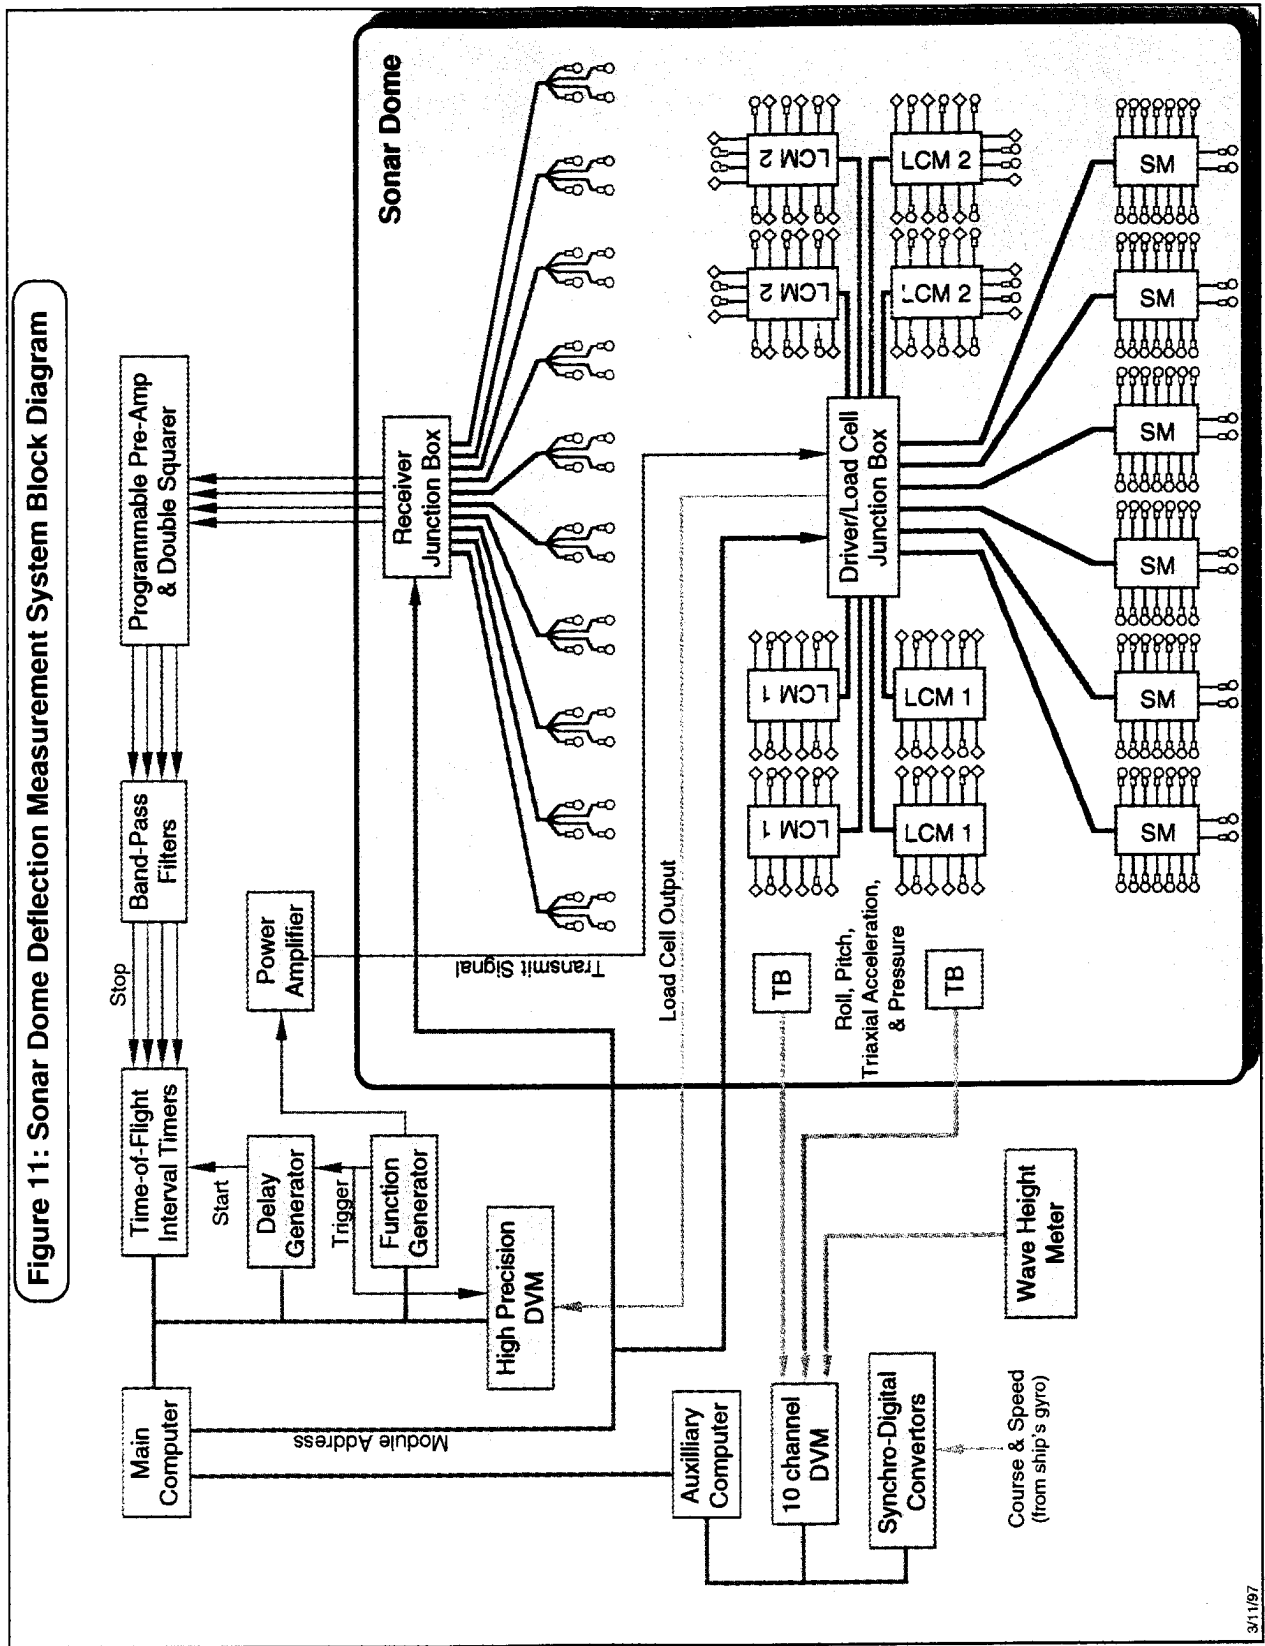 Figure 11: Sonar Dome Deflection Measurement System Block Diagram
Main
Computer
Time-of-Flight
Interval Timers
Stop
Band-Pass
Filters
Programmable Pre-Amp
& Double Squarer
Start
Delay
Generator
Trigger
Function
Generator
Power
Amplifier
High Precision
DVM
Module Address
Transmit Signal
Load Cell Output
Sonar Dome
Receiver
Junction Box
Auxilliary
Computer
10 channel
DVM
Synchro-Digital
Convertors
Course & Speed
(from ship's gyro)
Wave Height
Meter
TB
Roll, Pitch,
Triaxial Acceleration,
& Pressure
TB
LCM 1
LCM 1
LCM 1
LCM 1
Driver/Load Cell
Junction Box
LCM 2
LCM 2
LCM 2
LCM 2
SM
SM
SM
SM
SM
SM
3/11/97